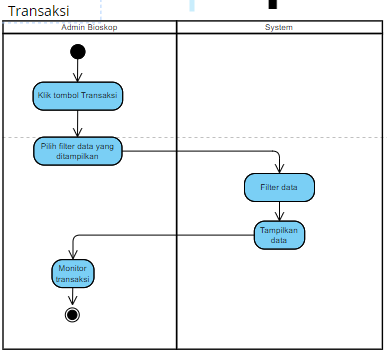 Transaksi
Admin Bioskop
System
Klik tombol Transaksi
Pilih filter data yang
ditampilkan
Filter data
Tampilkan
data
Monitor
transaksi